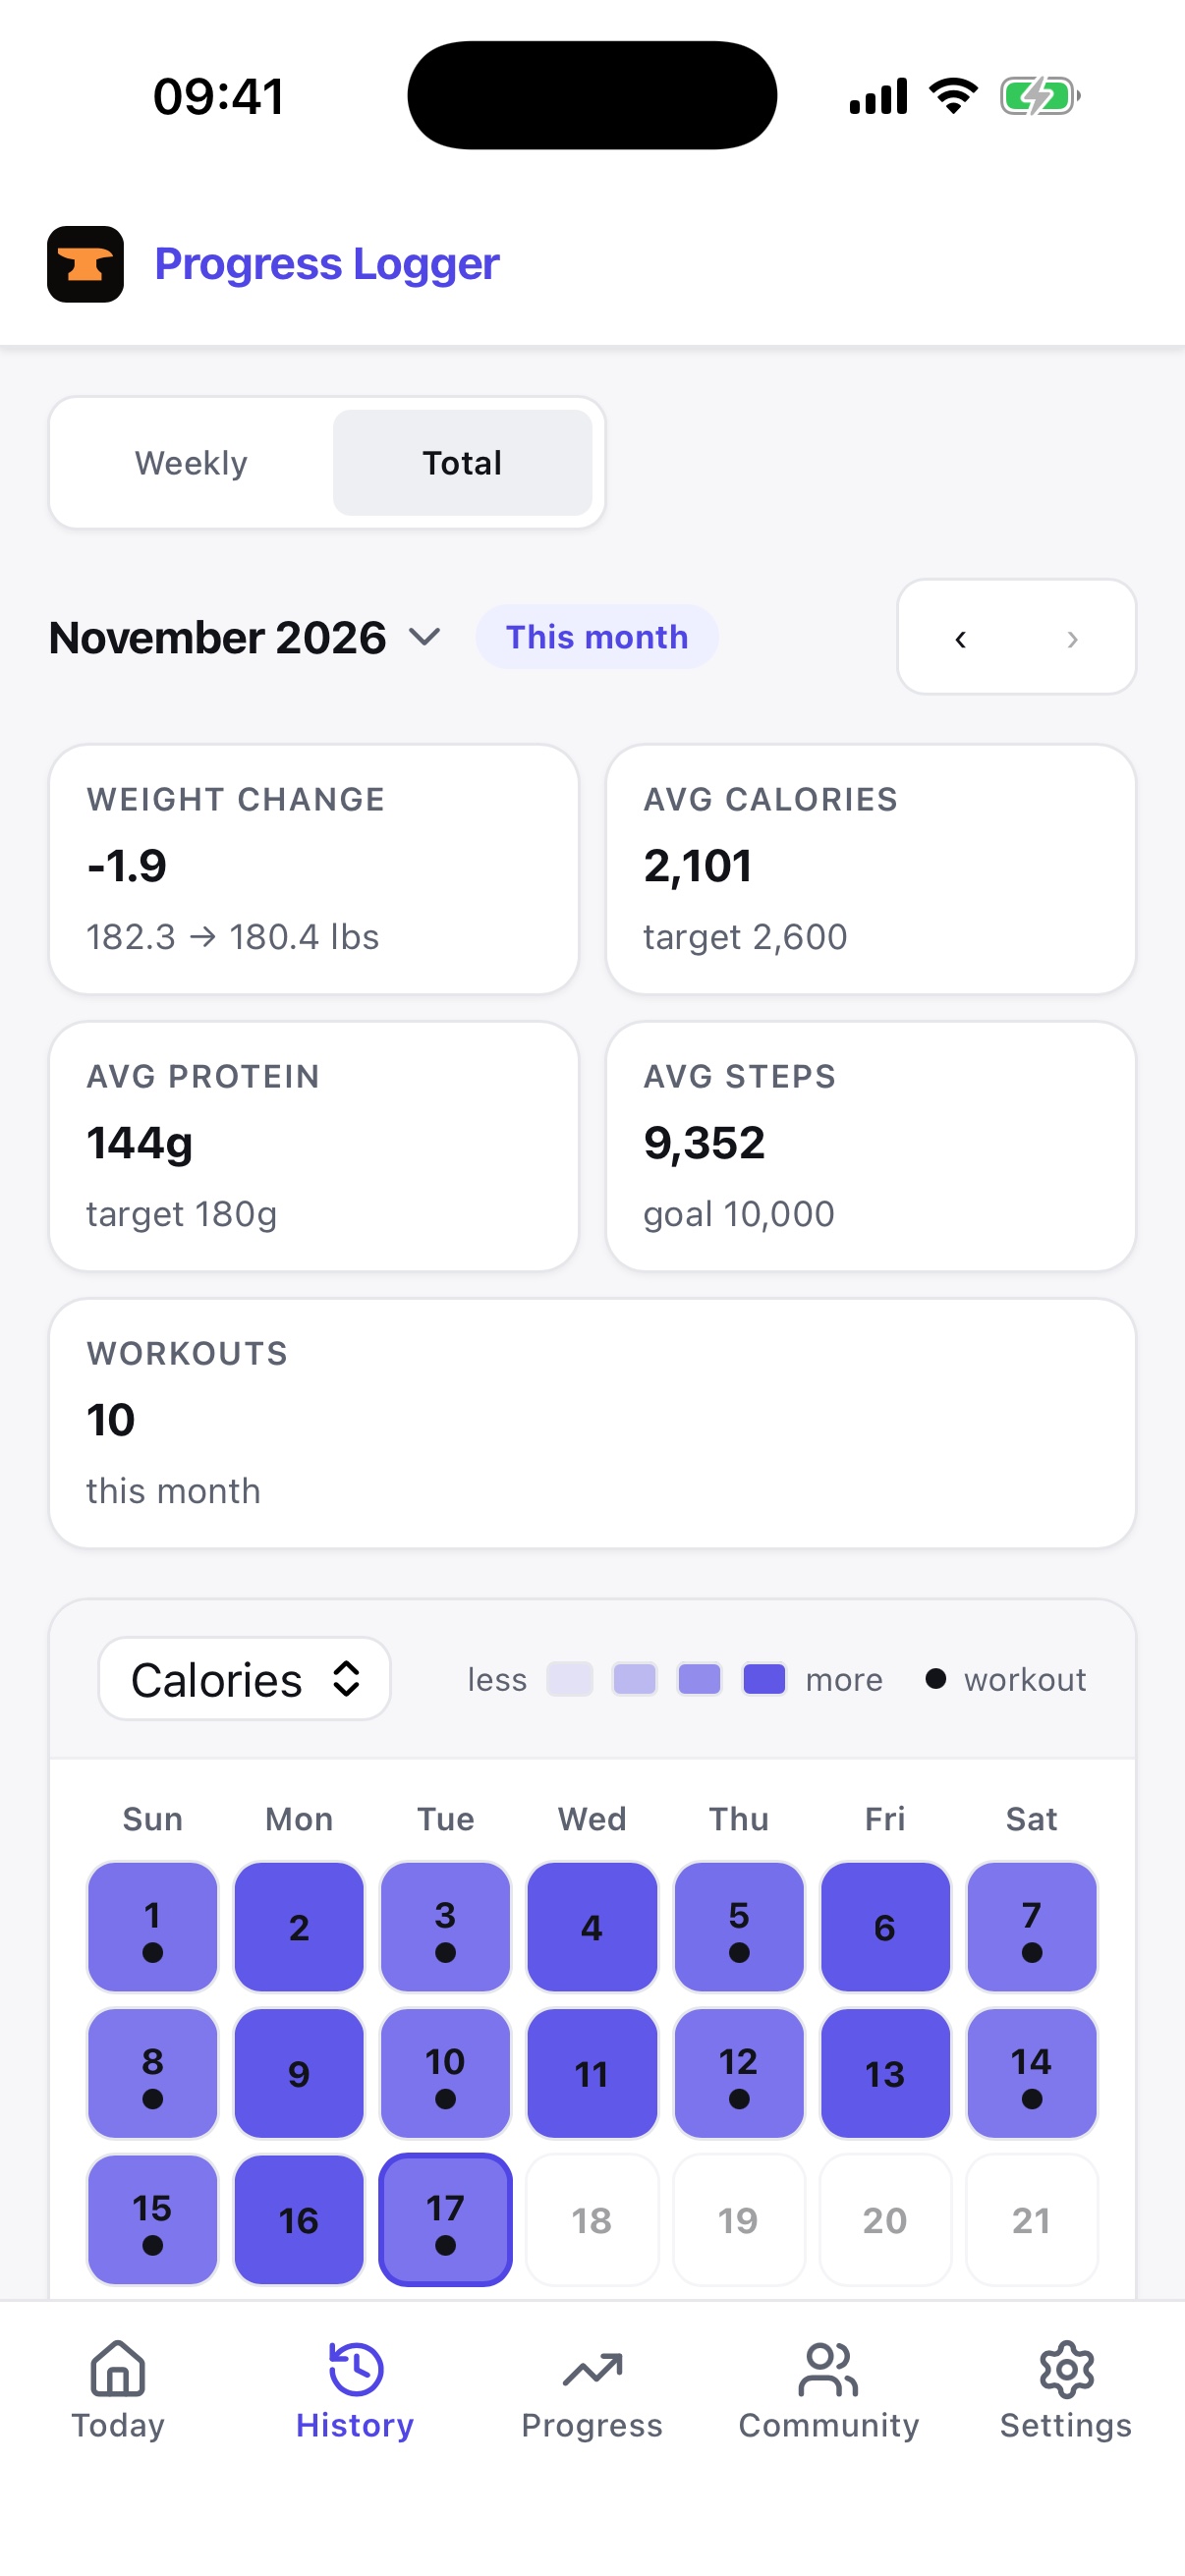 09:41
Progress Logger
Weekly Total
November 2026 This month ‹ ›
WEIGHT CHANGE
-1.9
182.3 → 180.4 lbs
AVG CALORIES
2,101
target 2,600
AVG PROTEIN
144g
target 180g
AVG STEPS
9,352
goal 10,000
WORKOUTS
10
this month
Calories less more workout
Sun Mon Tue Wed Thu Fri Sat
1 2 3 4 5 6 7
8 9 10 11 12 13 14
15 16 17 18 19 20 21
Today History Progress Community Settings